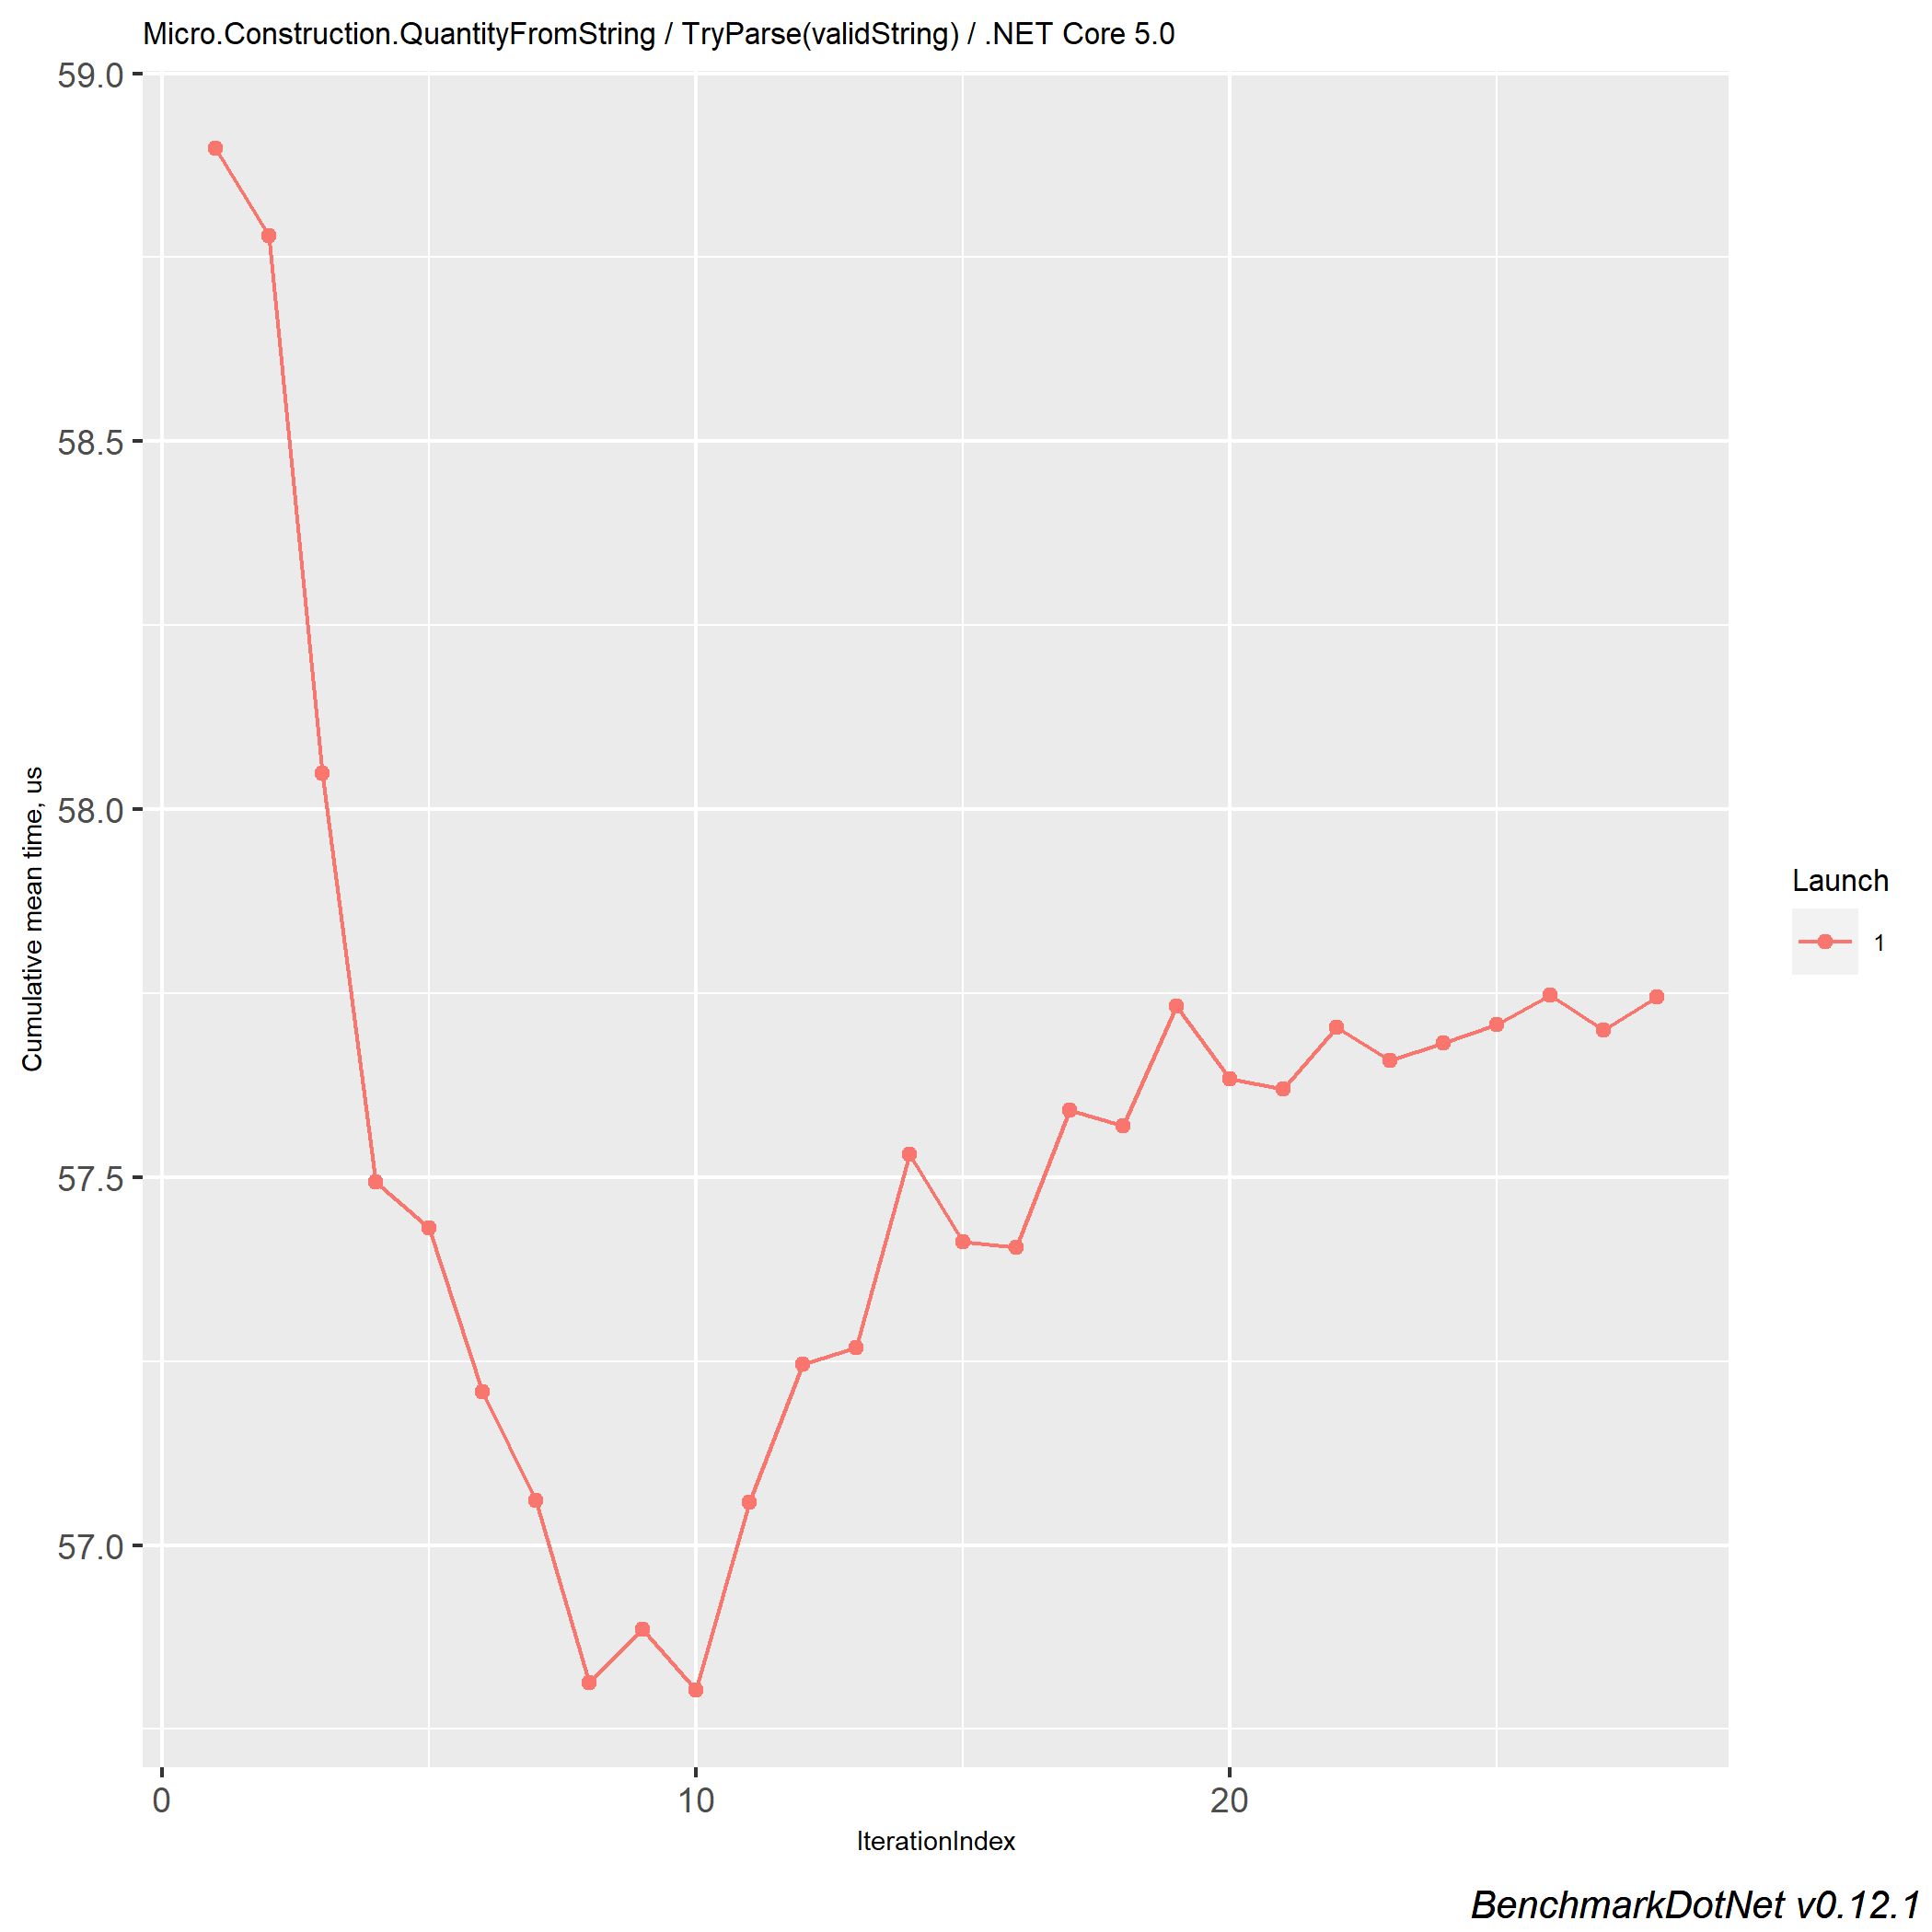 Micro.Construction.QuantityFromString / TryParse(validString) / .NET Core 5.0
59.0
58.5
58.0
57.5
57.0
Cumulative mean time, us
0
10
20
IterationIndex
Launch
1
BenchmarkDotNet v0.12.1